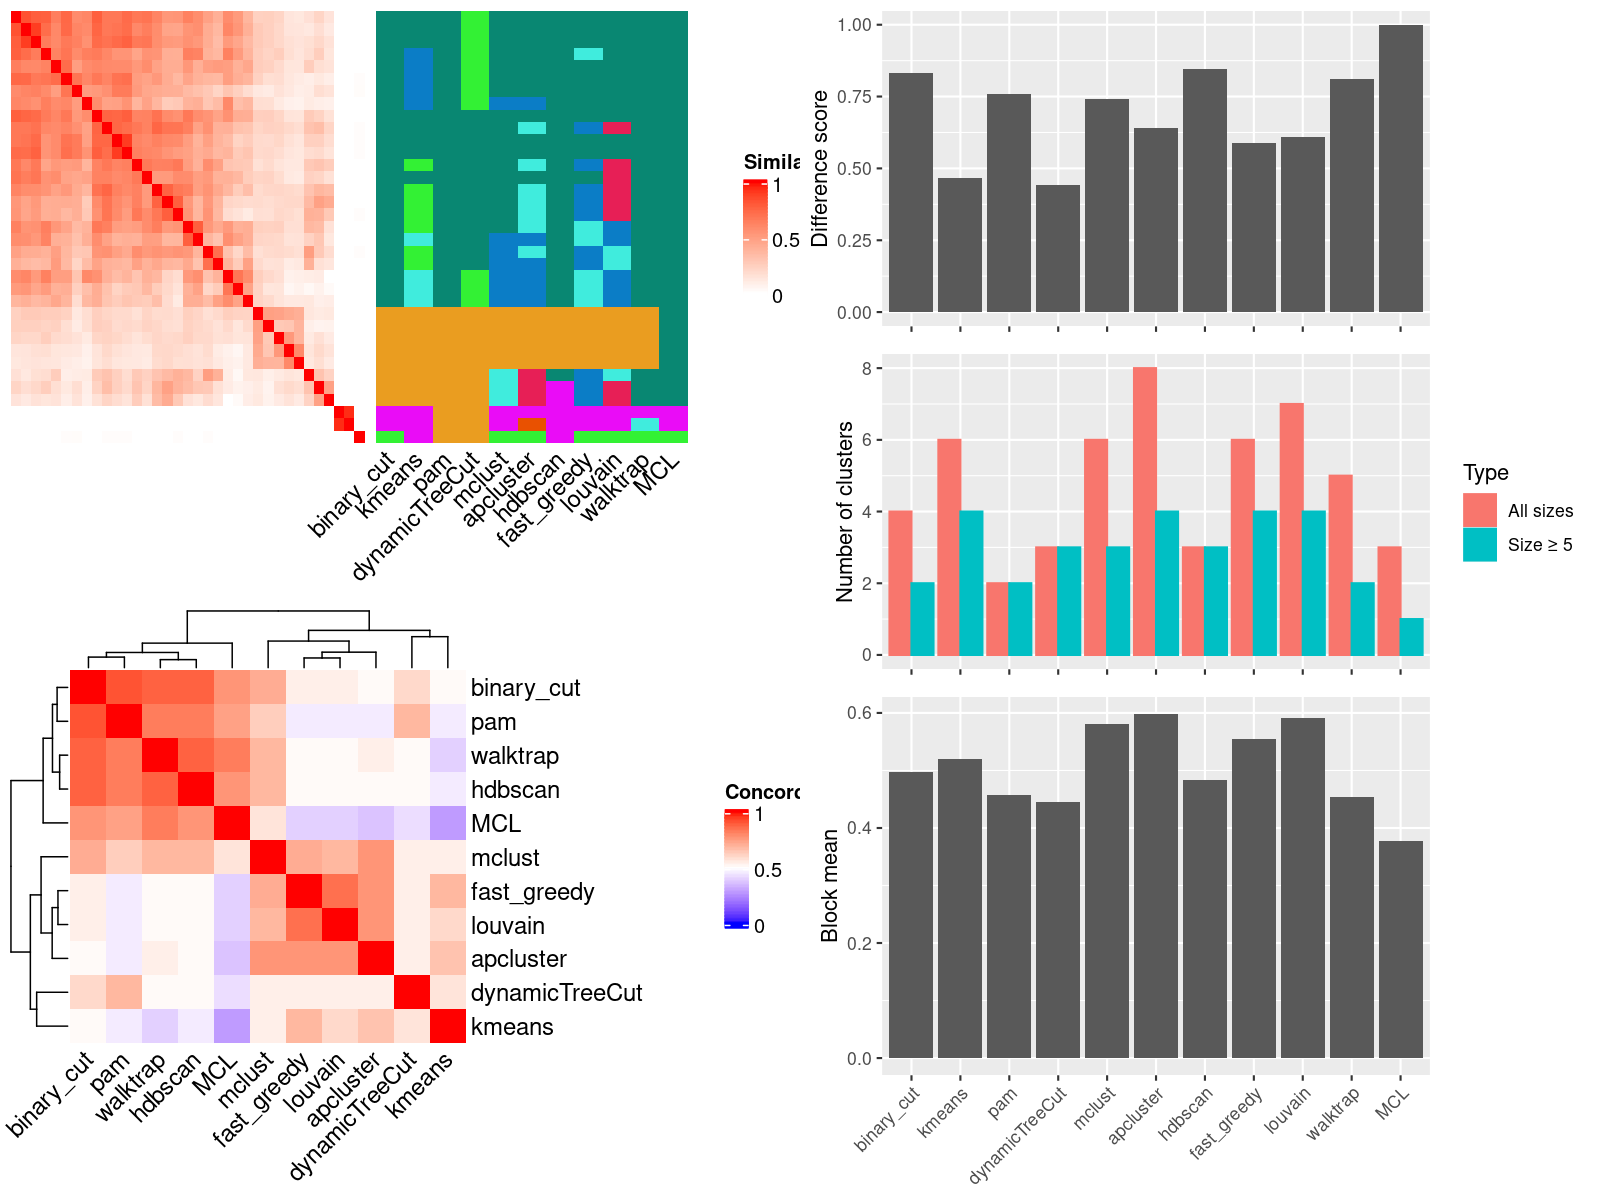 Simila
1
0.5
0
binary_cut
kmeans
pam
dynamicTreeCut
mclust
apcluster
hdbscan
fast_greedy
louvain
walktrap
MCL
Difference score
1.00
0.75
0.50
0.25
0.00
Number of clusters
8
6
4
2
0
Type
All sizes
Size ≥ 5
binary_cut
pam
walktrap
hdbscan
MCL
mclust
fast_greedy
louvain
apcluster
dynamicTreeCut
kmeans
binary_cut
pam
walktrap
hdbscan
MCL
mclust
fast_greedy
louvain
apcluster
dynamicTreeCut
kmeans
Concord
1
0.5
0
Block mean
0.6
0.4
0.2
0.0
binary_cut
kmeans
pam
dynamicTreeCut
mclust
apcluster
hdbscan
fast_greedy
louvain
walktrap
MCL